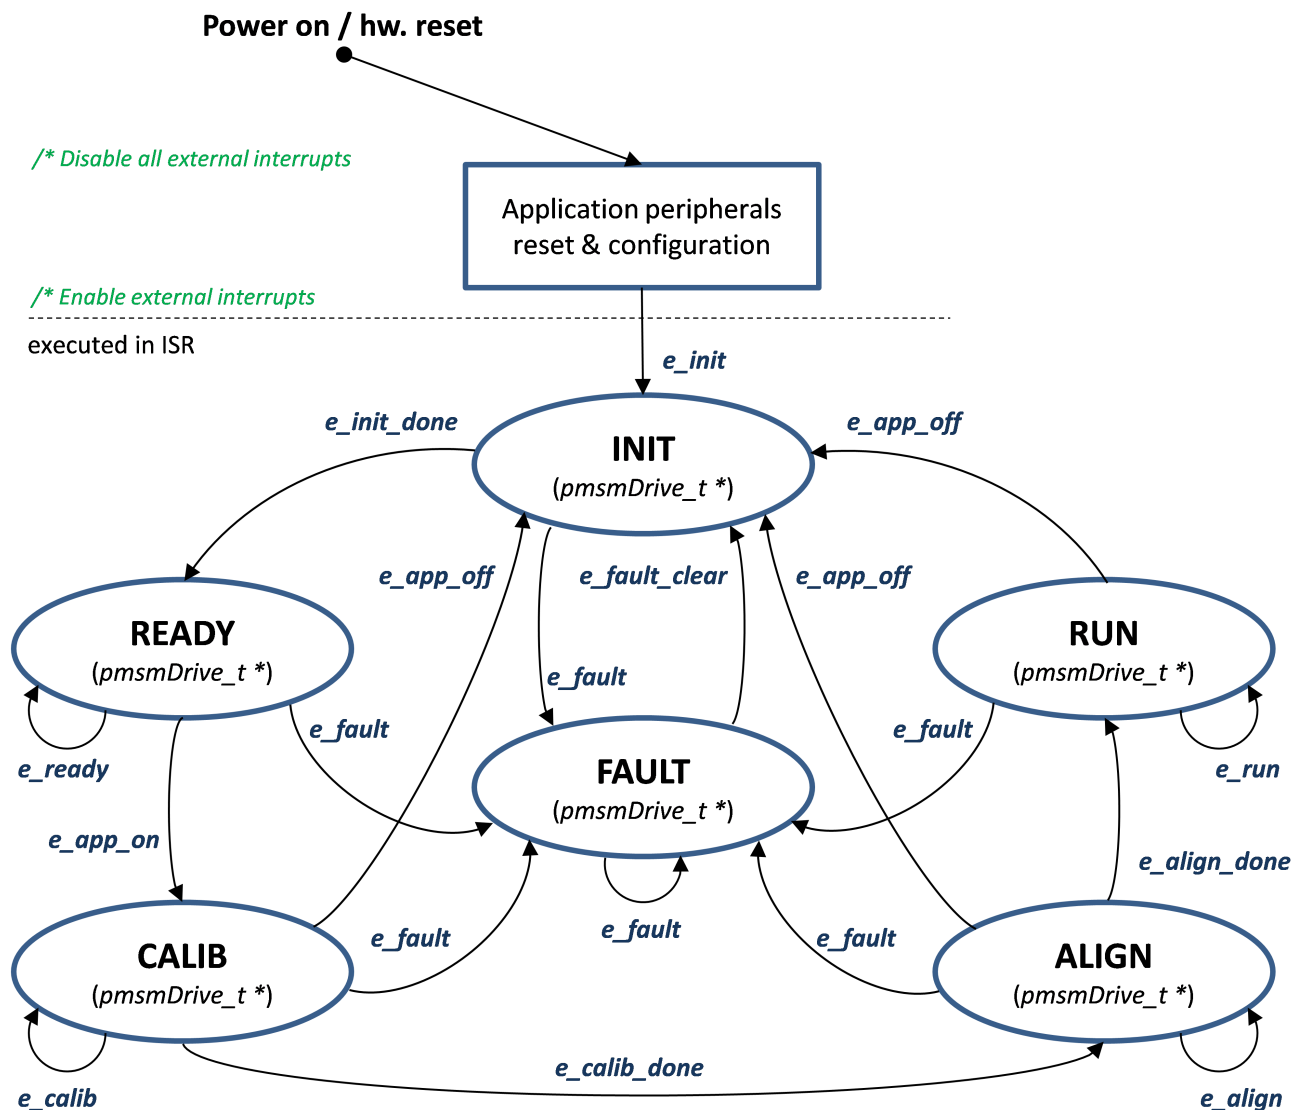 Power on / hw. reset
/* Disable all external interrupts
Application peripherals
reset & configuration
/* Enable external interrupts
executed in ISR
e_init
e_init_done
INIT
(pmsmDrive_t *)
e_app_off
e_app_off
e_fault_clear
e_app_off
READY
(pmsmDrive_t *)
RUN
(pmsmDrive_t *)
e_fault
e_fault
e_fault
e_ready
FAULT
(pmsmDrive_t *)
e_run
e_app_on
e_align_done
e_fault
e_fault
e_fault
CALIB
(pmsmDrive_t *)
ALIGN
(pmsmDrive_t *)
e_calib_done
e_calib
e_align